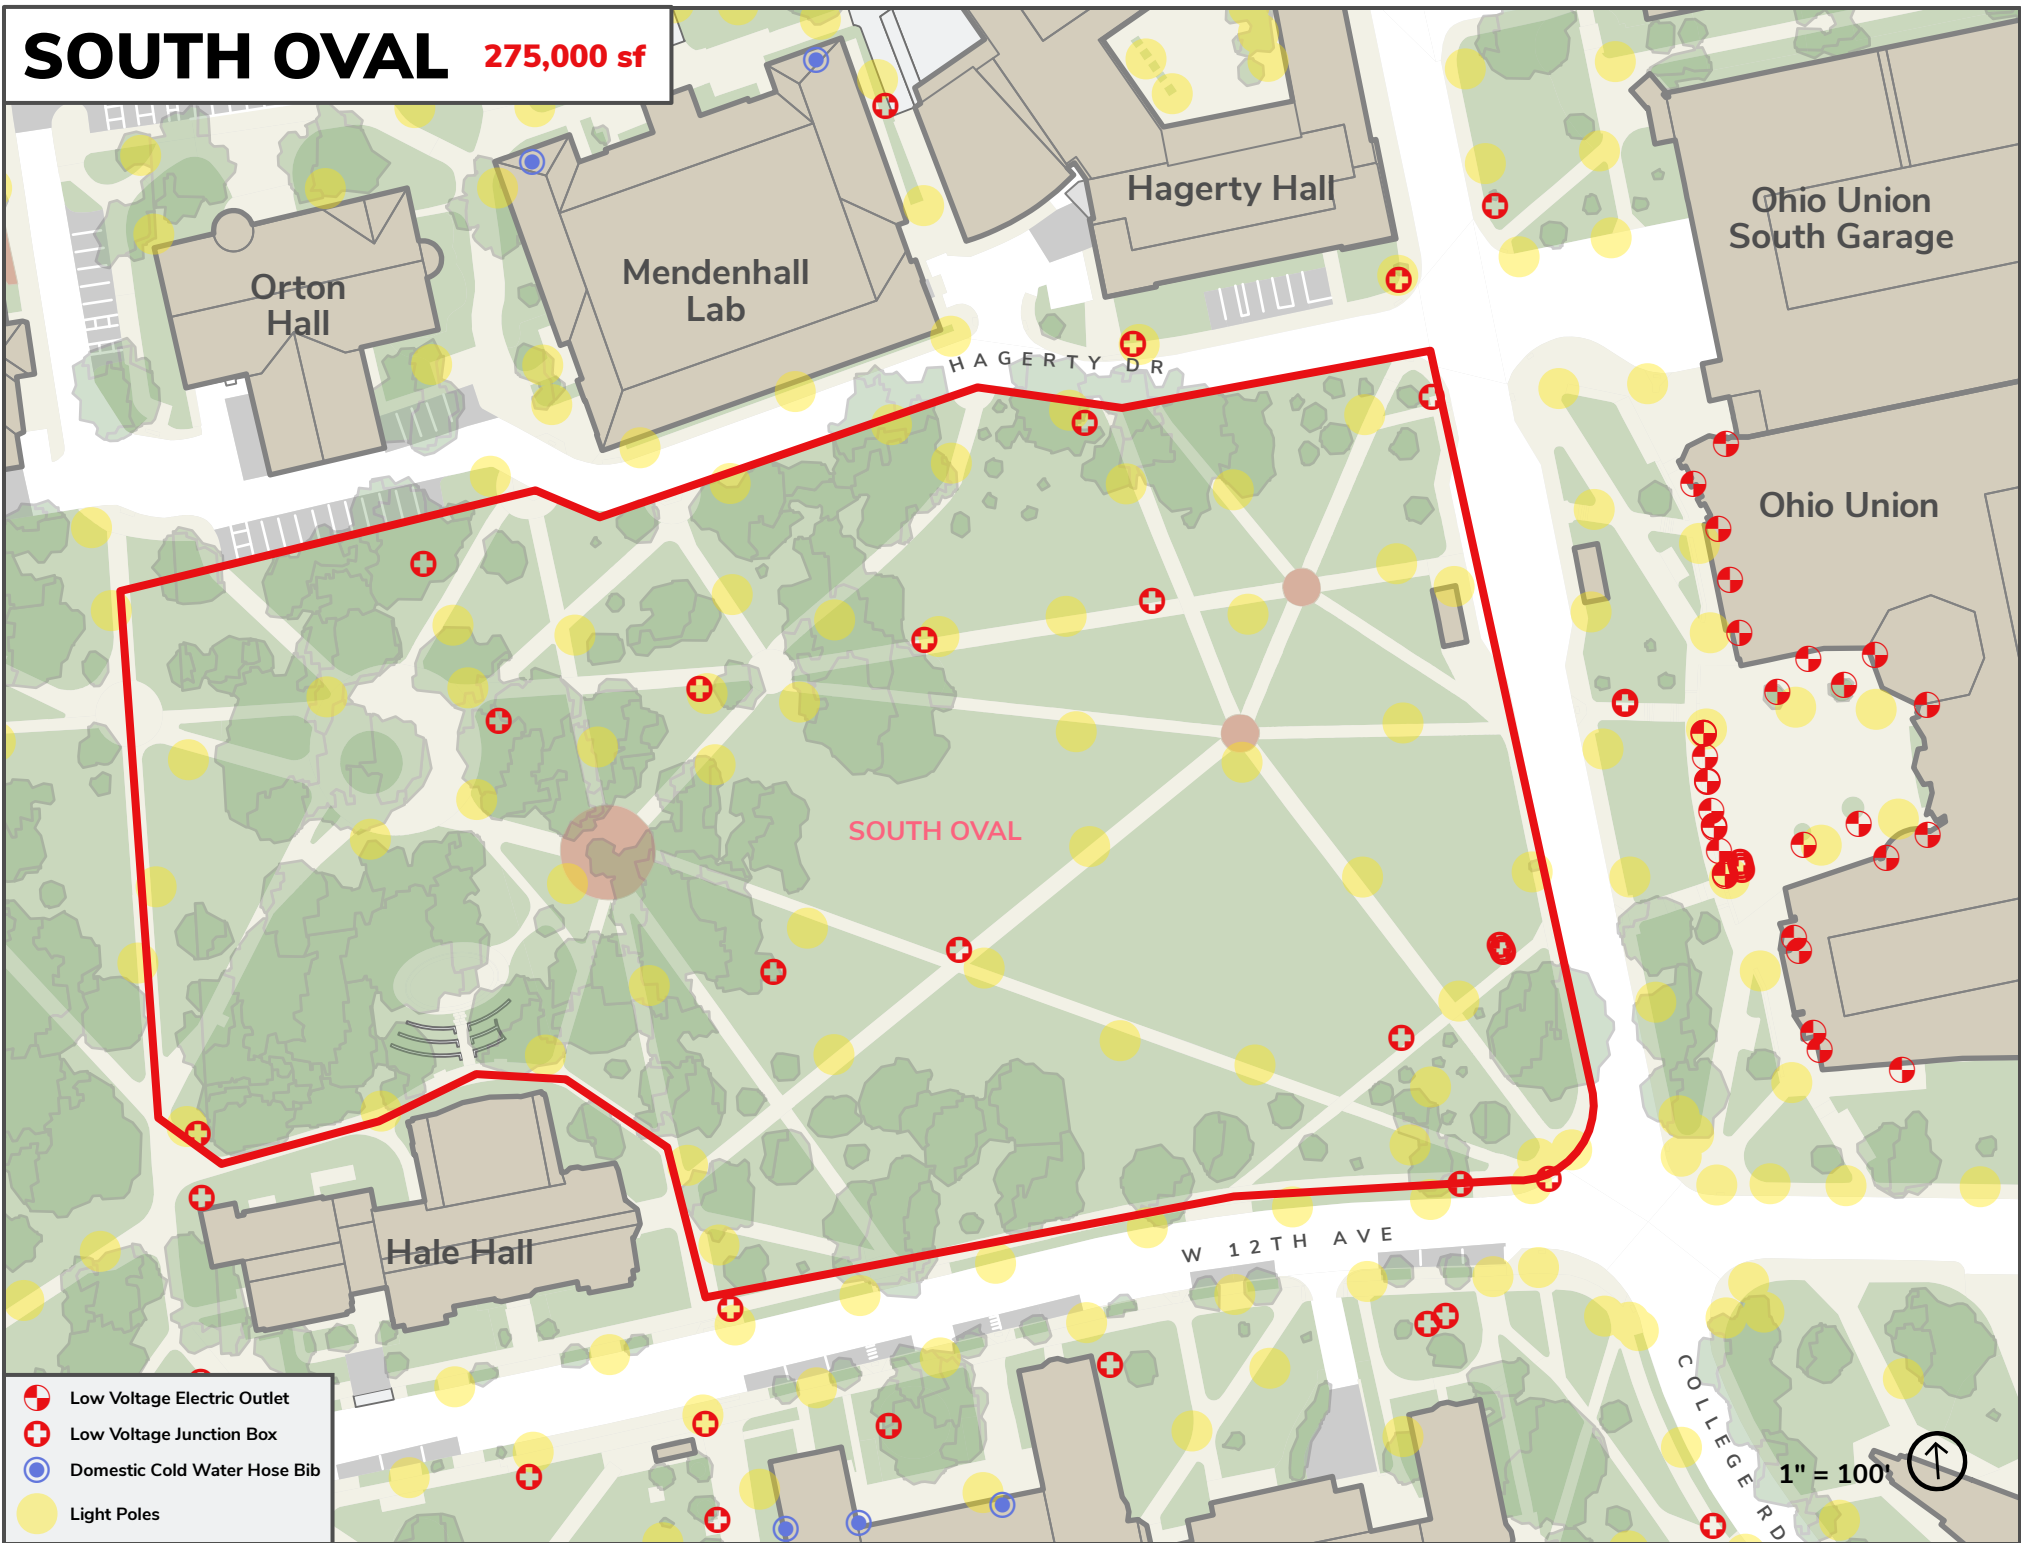 SOUTH OVAL 275,000 sf
Hagerty Hall
Ohio Union
South Garage
Orton
Hall
Mendenhall
Lab
HAGERTY DR
Ohio Union
SOUTH OVAL
Hale Hall
W 12TH AVE
COLLEGE RD
Low Voltage Electric Outlet
Low Voltage Junction Box
Domestic Cold Water Hose Bib
Light Poles
1" = 100'